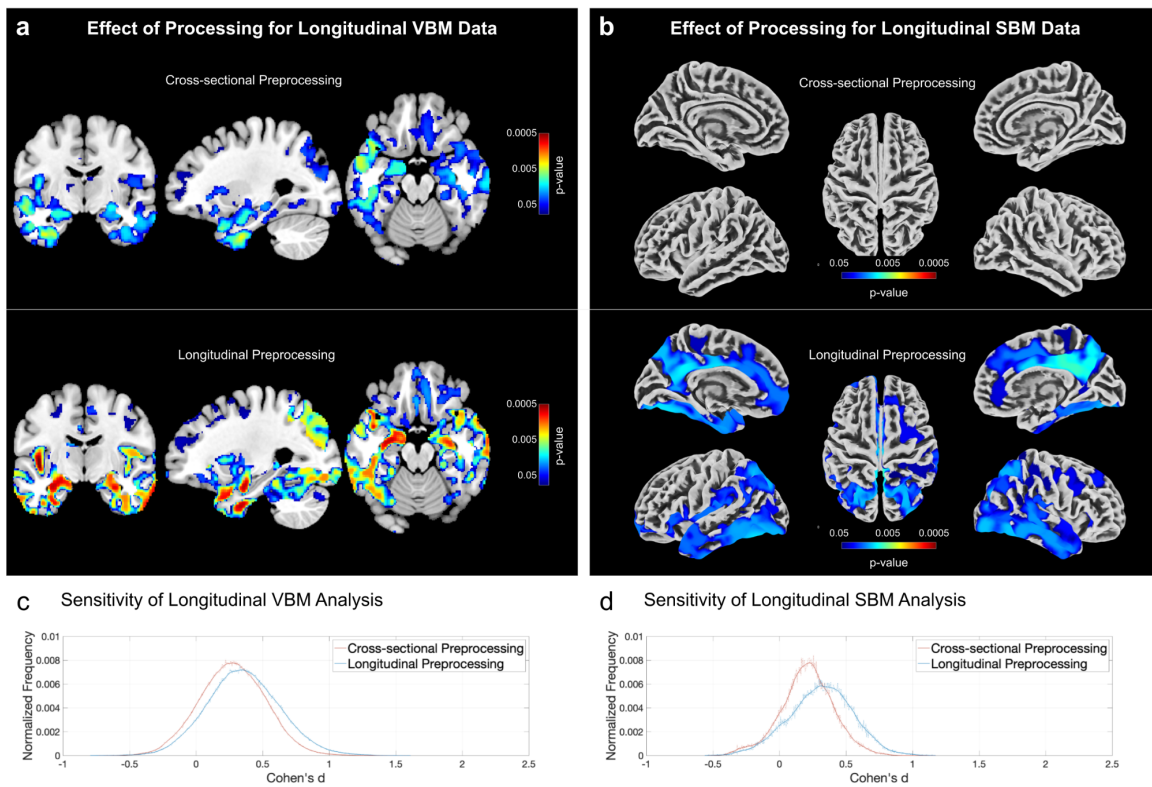 a Effect of Processing for Longitudinal VBM Data
Cross-sectional Preprocessing
0.0005
0.005
0.05
p-value
Longitudinal Preprocessing
0.0005
0.005
0.05
p-value
b Effect of Processing for Longitudinal SBM Data
Cross-sectional Preprocessing
0.05 0.005 0.0005
p-value
Longitudinal Preprocessing
0.05 0.005 0.0005
p-value
c Sensitivity of Longitudinal VBM Analysis
Normalized Frequency
0.01
0.008
0.006
0.004
0.002
0
-1 -0.5 0 0.5 1 1.5 2 2.5
Cohen's d
Cross-sectional Preprocessing
Longitudinal Preprocessing
d Sensitivity of Longitudinal SBM Analysis
Normalized Frequency
0.01
0.008
0.006
0.004
0.002
0
-1 -0.5 0 0.5 1 1.5 2 2.5
Cohen's d
Cross-sectional Preprocessing
Longitudinal Preprocessing